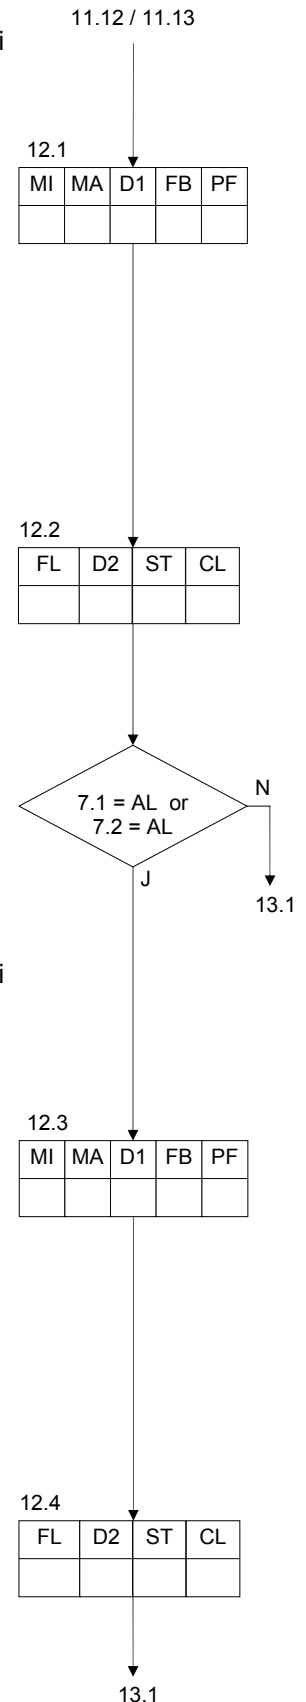 11.12 / 11.13
i
12.1
MI MA D1 FB PF
12.2
FL D2 ST CL
7.1 = AL or
7.2 = AL
N
J
13.1
i
12.3
MI MA D1 FB PF
12.4
FL D2 ST CL
13.1